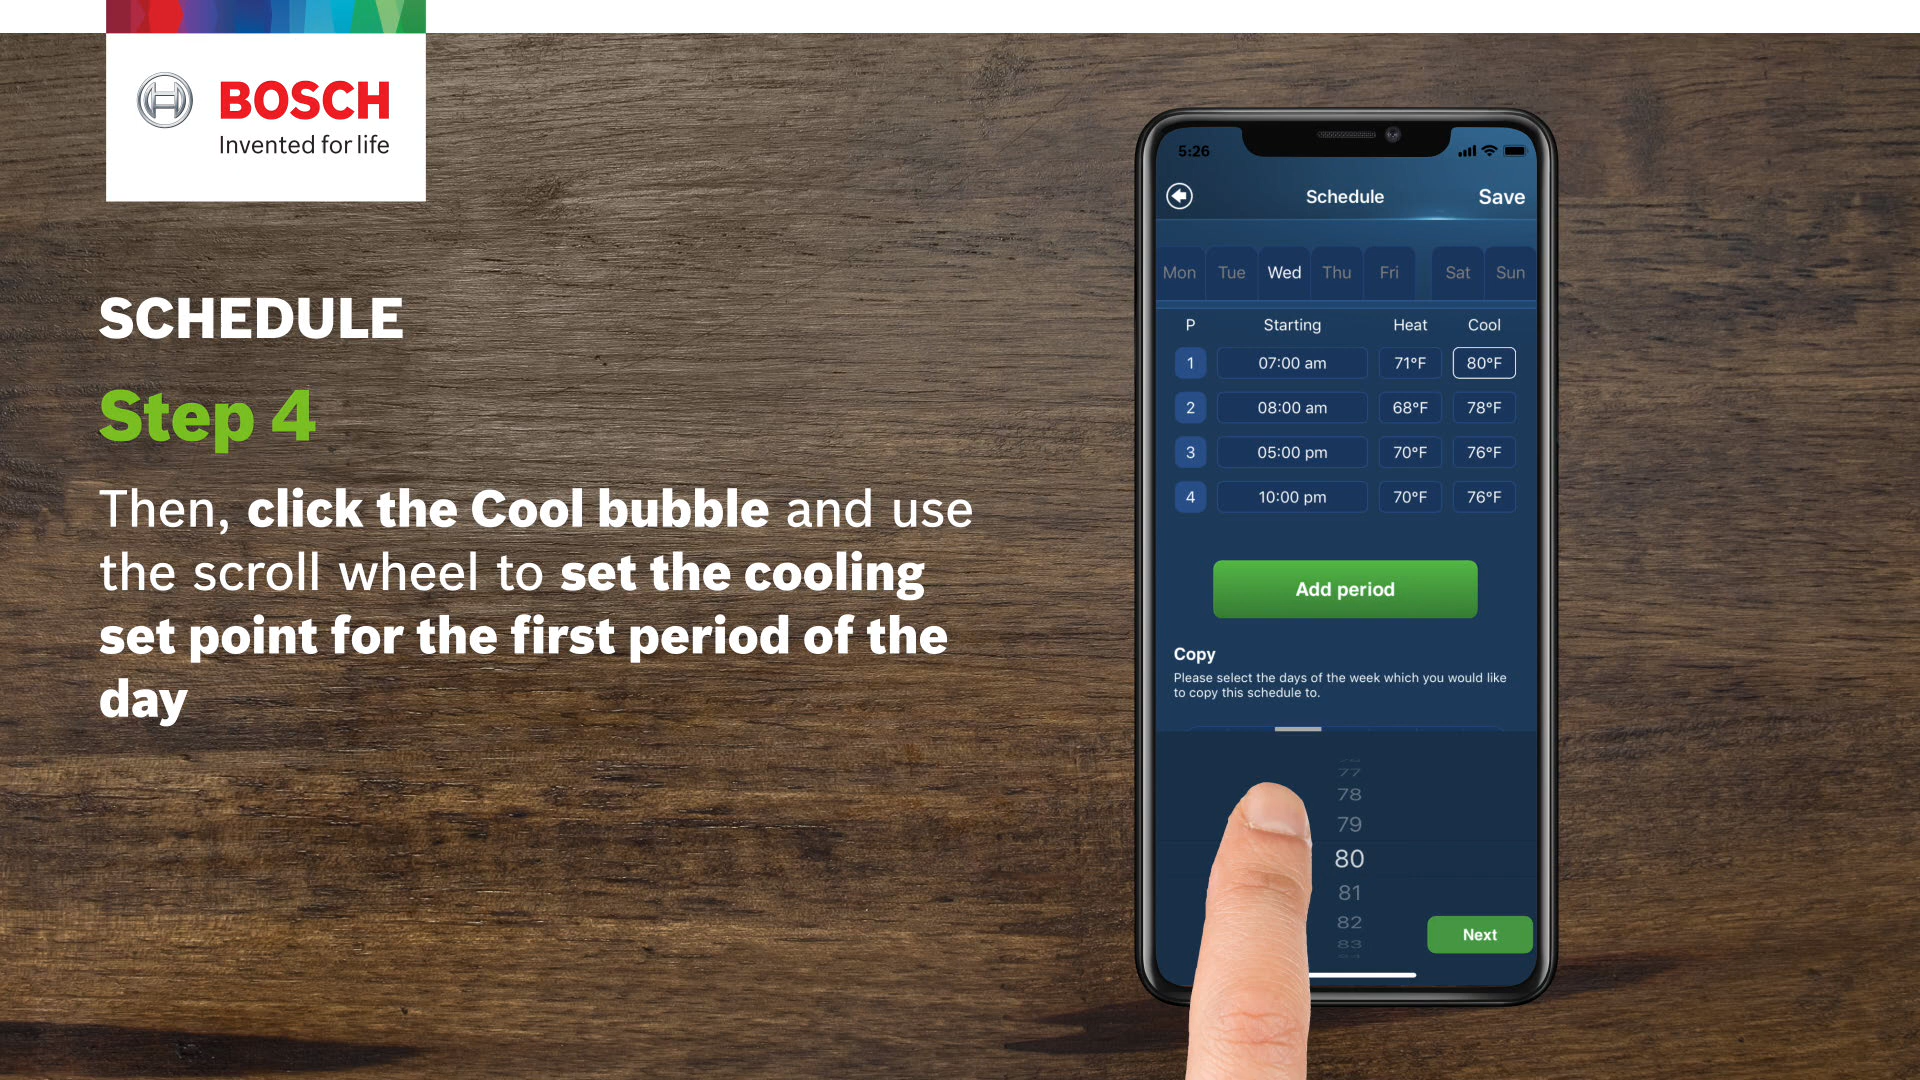 BOSCH
Invented for life
SCHEDULE
Step 4
Then, click the Cool bubble and use
the scroll wheel to set the cooling
set point for the first period of the
day
5:26
Schedule Save
Mon Tue Wed Thu Fri Sat Sun
P Starting Heat Cool
1 07:00 am 71°F 80°F
2 08:00 am 68°F 78°F
3 05:00 pm 70°F 76°F
4 10:00 pm 70°F 76°F
Add period
Copy
Please select the days of the week which you would like
to copy this schedule to.
77
78
79
80
81
82
83
Next